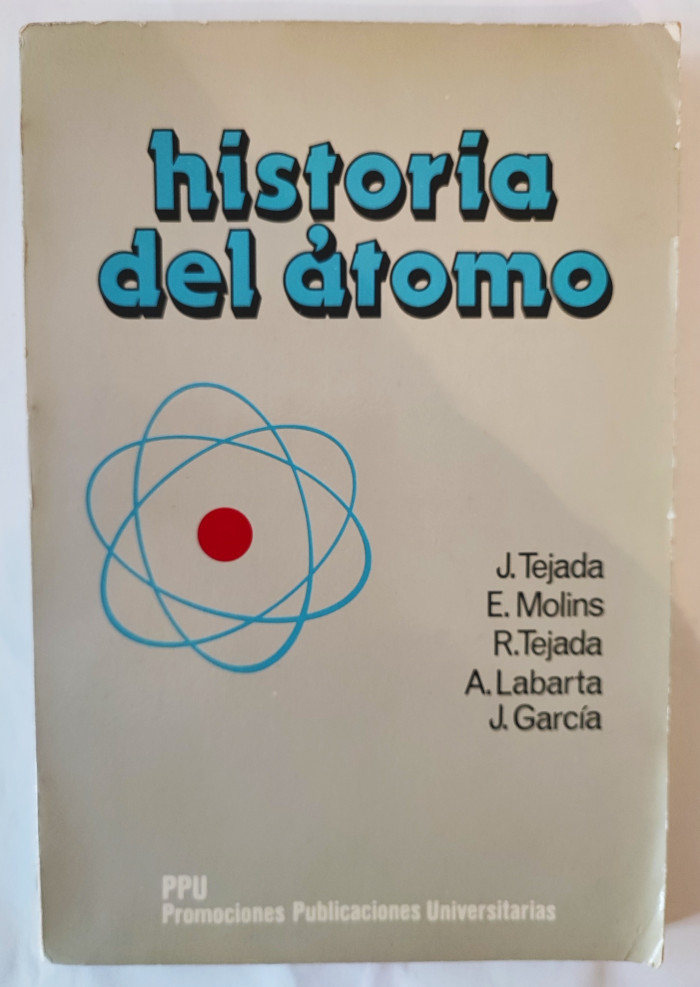 historia
del átomo
J. Tejada
E. Molins
R. Tejada
A. Labarta
J. García
PPU
Promociones Publicaciones Universitarias